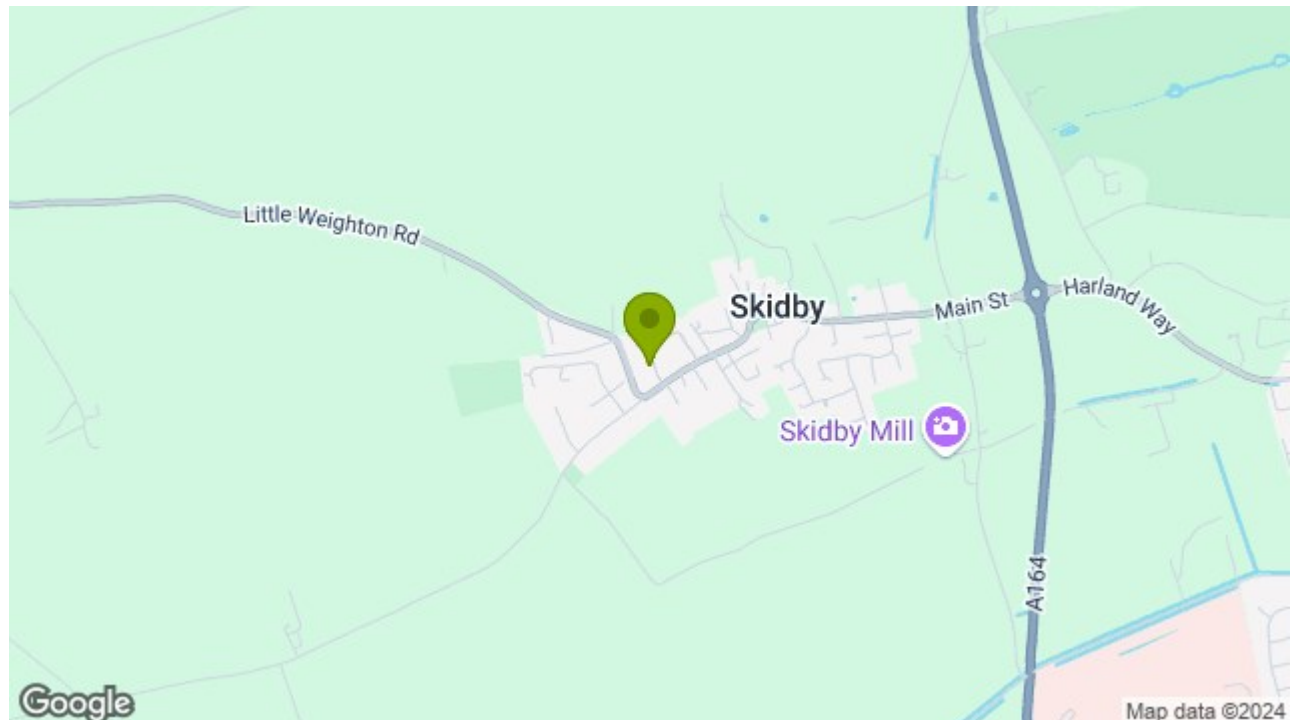 Little Weighton Rd
Skidby
Main St
Harland Way
Skidby Mill
A164
Google
Map data ©2024